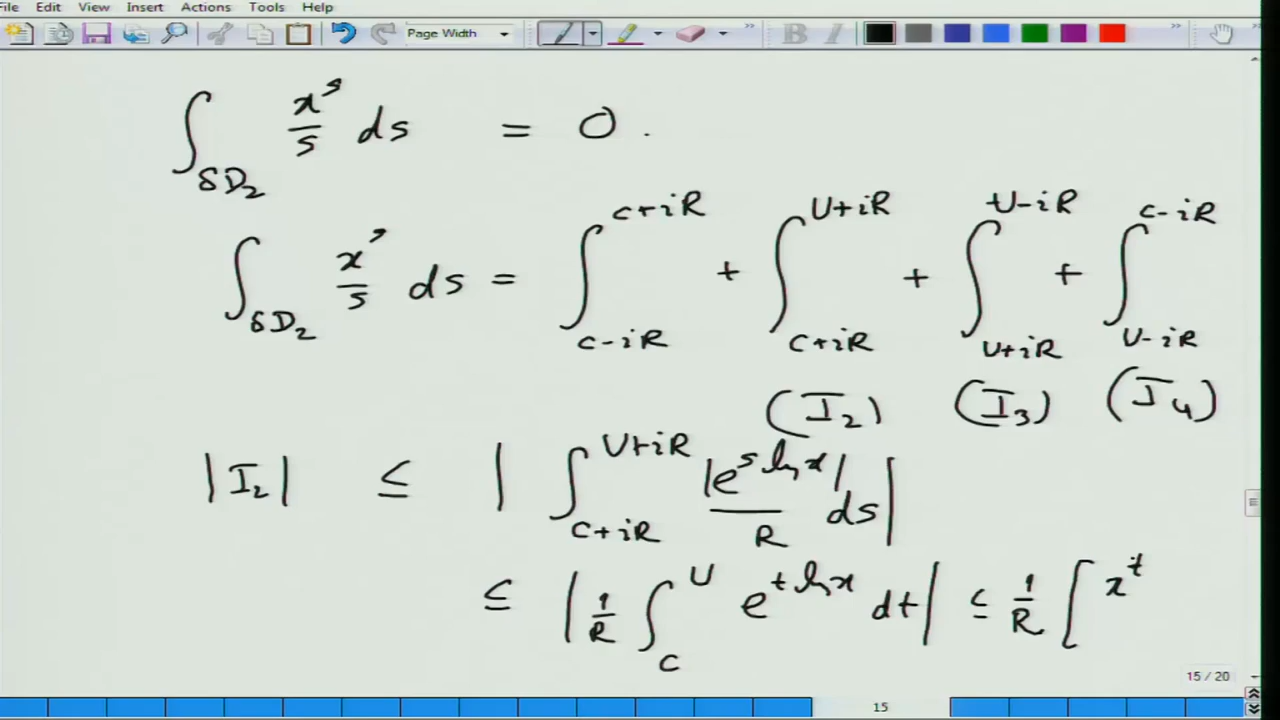 File Edit View Insert Actions Tools Help
Page Width
∫_{δD₂} x^s/s ds = 0.
∫_{δD₂} x^s/s ds = ∫_{c-iR}^{c+iR} + ∫_{c+iR}^{U+iR} + ∫_{U+iR}^{U-iR} + ∫_{U-iR}^{c-iR}
(I₂) (I₃) (I₄)
|I₂| ≤ | ∫_{c+iR}^{U+iR} |e^{s ln x}|/R ds |
≤ | 1/R ∫_c^U e^{t ln x} dt | ≤ 1/R [ x^t
15 / 20
15